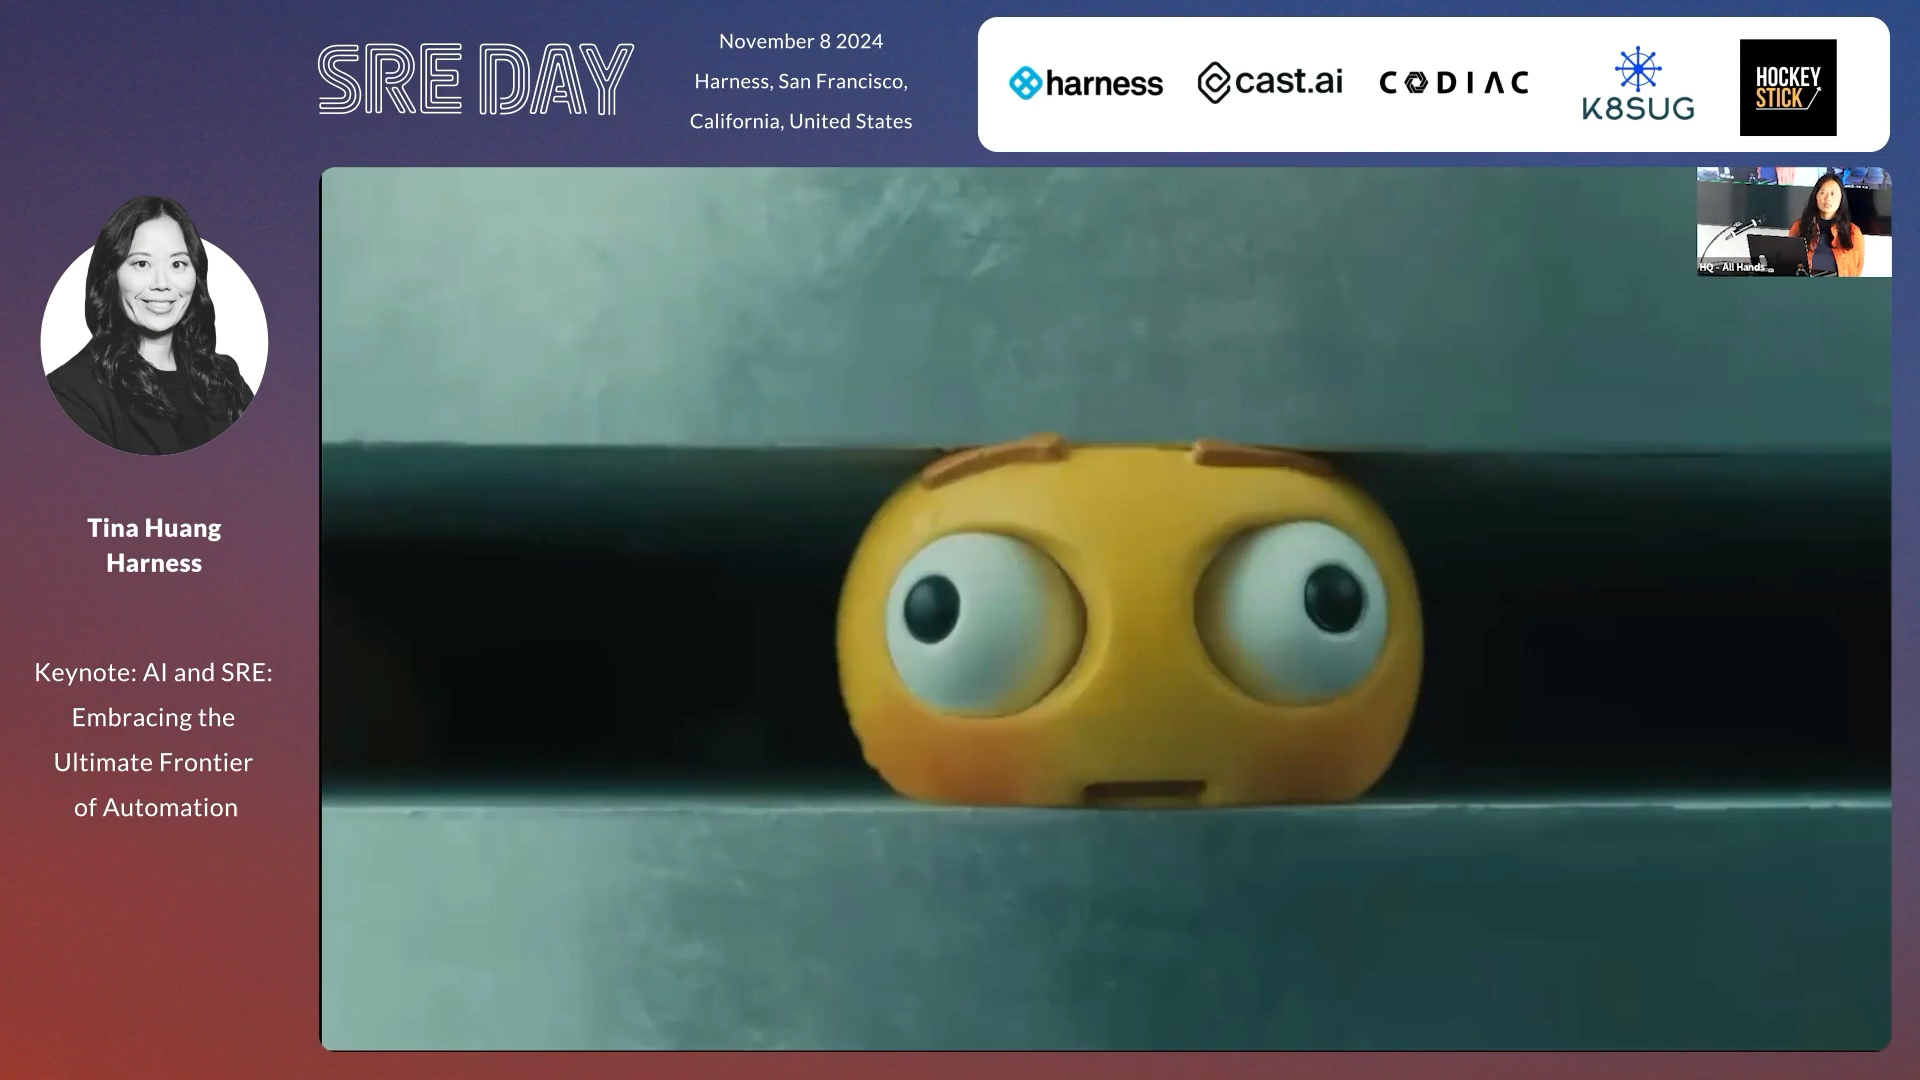 SRE DAY
November 8 2024
Harness, San Francisco,
California, United States
harness
cast.ai
CODIAC
K8SUG
HOCKEY
STICK
HQ - All Hands
Tina Huang
Harness
Keynote: AI and SRE:
Embracing the
Ultimate Frontier
of Automation